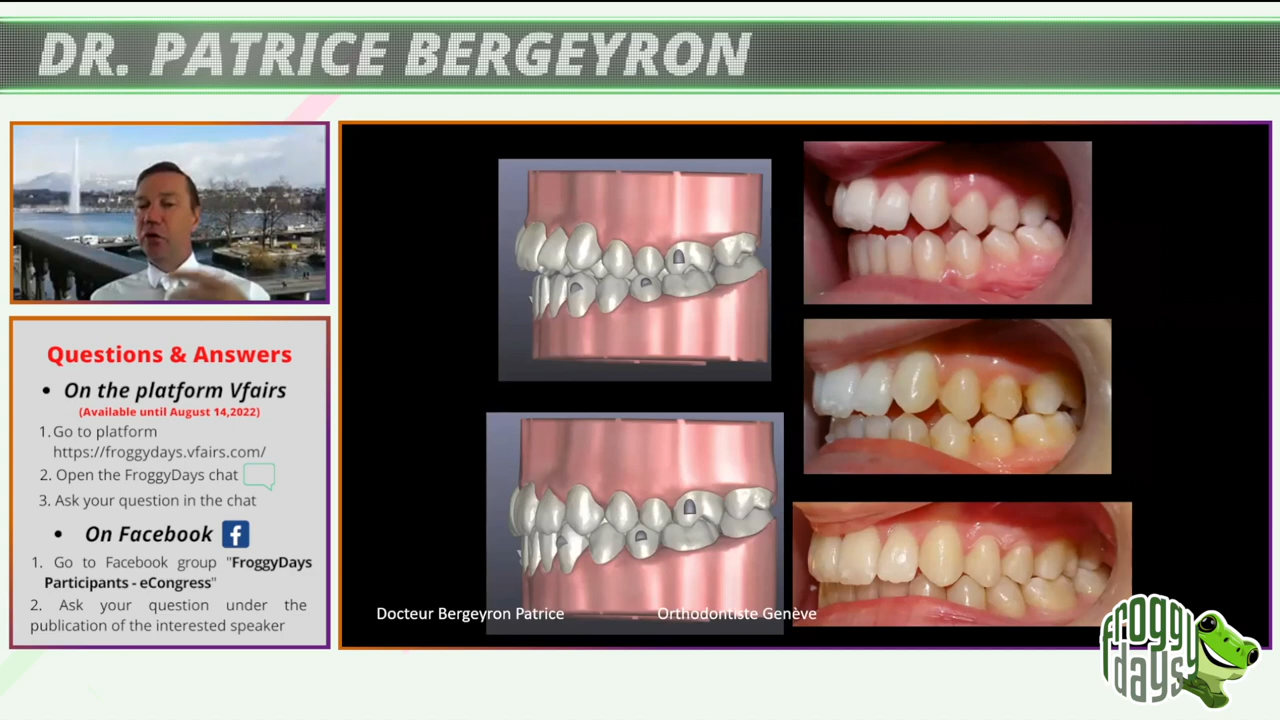 DR. PATRICE BERGEYRON
Questions & Answers
• On the platform Vfairs
(Available until August 14,2022)
1. Go to platform
https://froggydays.vfairs.com/
2. Open the FroggyDays chat
3. Ask your question in the chat
• On Facebook
1. Go to Facebook group "FroggyDays
Participants - eCongress"
2. Ask your question under the
publication of the interested speaker
Docteur Bergeyron Patrice
Orthodontiste Genève
froggy
days